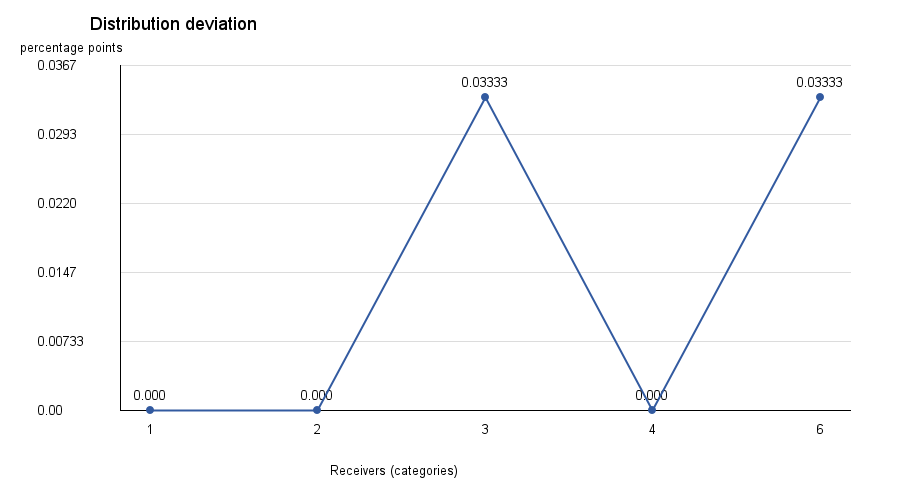 Distribution deviation
percentage points
0.0367
0.03333 0.03333
0.0293
0.0220
0.0147
0.00733
0.000 0.000 0.000
0.00
1 2 3 4 6
Receivers (categories)